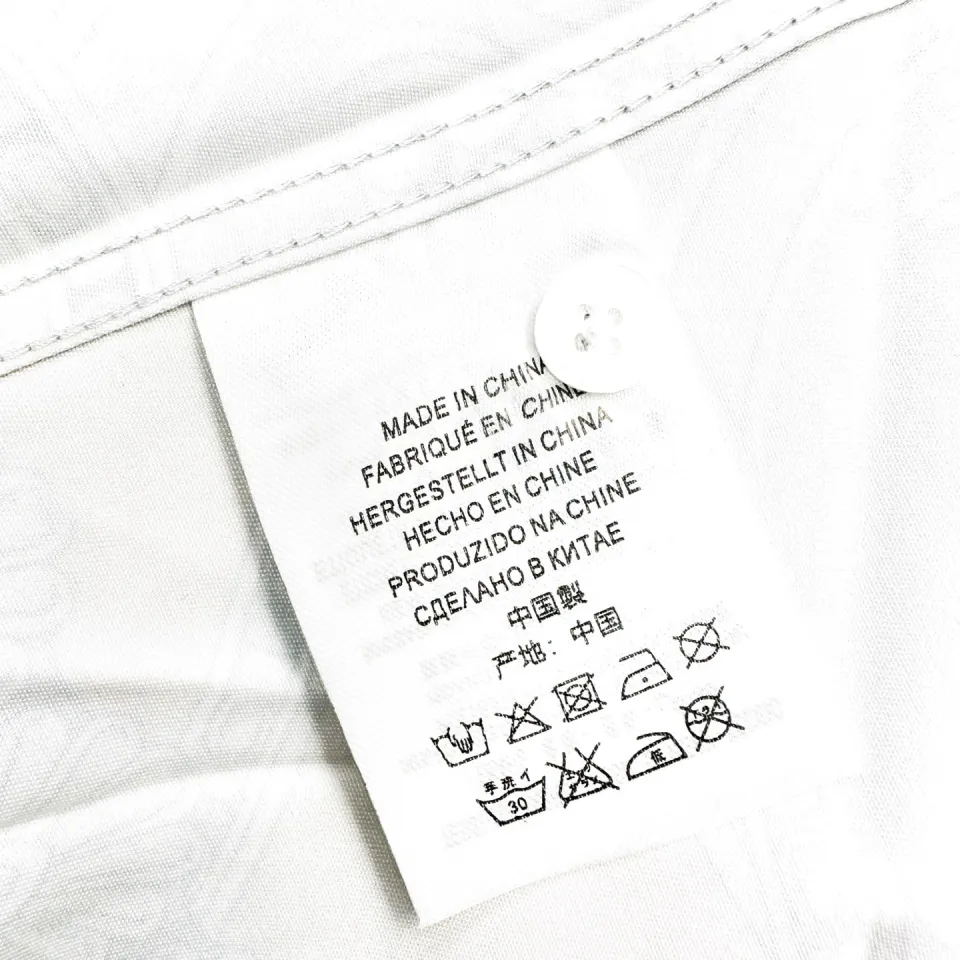 MADE IN CHINA
FABRIQUÉ EN CHINE
HERGESTELLT IN CHINA
HECHO EN CHINE
PRODUZIDO NA CHINE
СДЕЛАНО В КИТАЕ
中国製
产地：中国
手洗イ
30
低